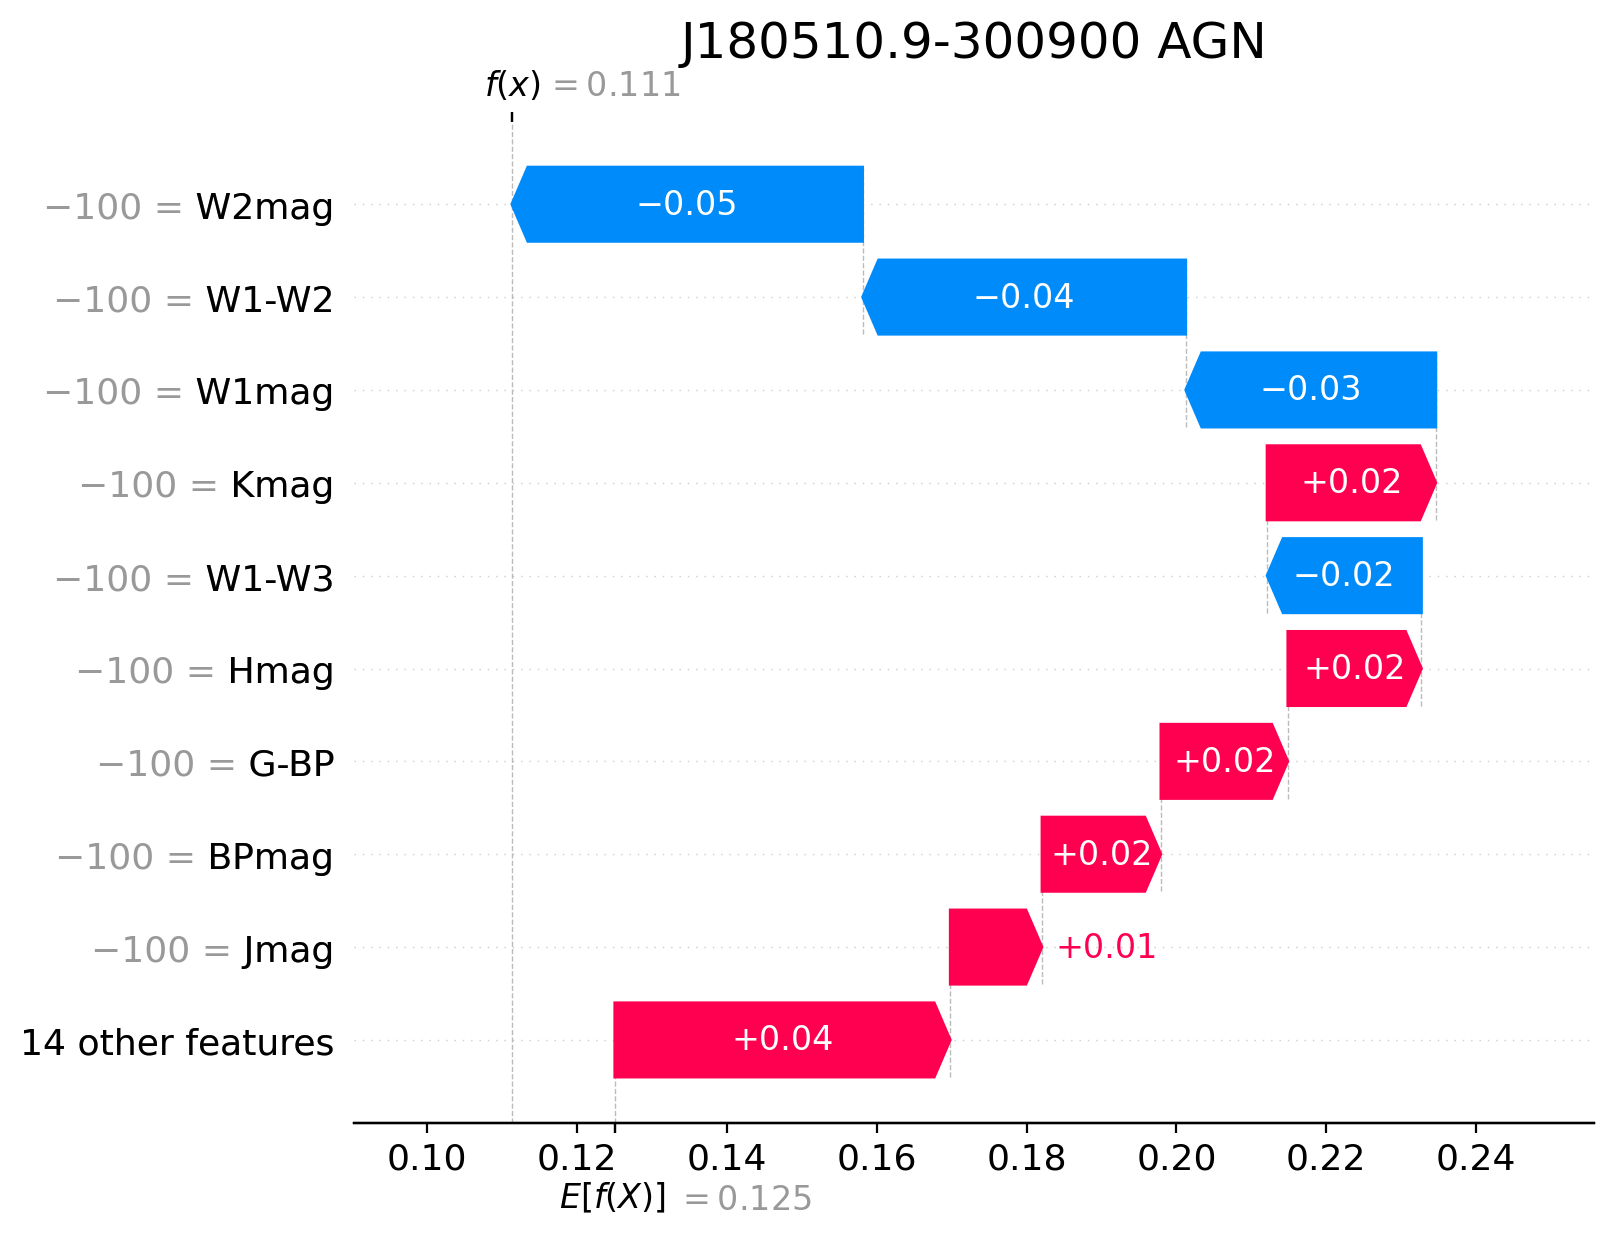 J180510.9-300900 AGN
f(x) = 0.111
−100 = W2mag
−0.05
−100 = W1-W2
−0.04
−100 = W1mag
−0.03
−100 = Kmag
+0.02
−100 = W1-W3
−0.02
−100 = Hmag
+0.02
−100 = G-BP
+0.02
−100 = BPmag
+0.02
−100 = Jmag
+0.01
14 other features
+0.04
0.10 0.12 0.14 0.16 0.18 0.20 0.22 0.24
E[f(X)] = 0.125